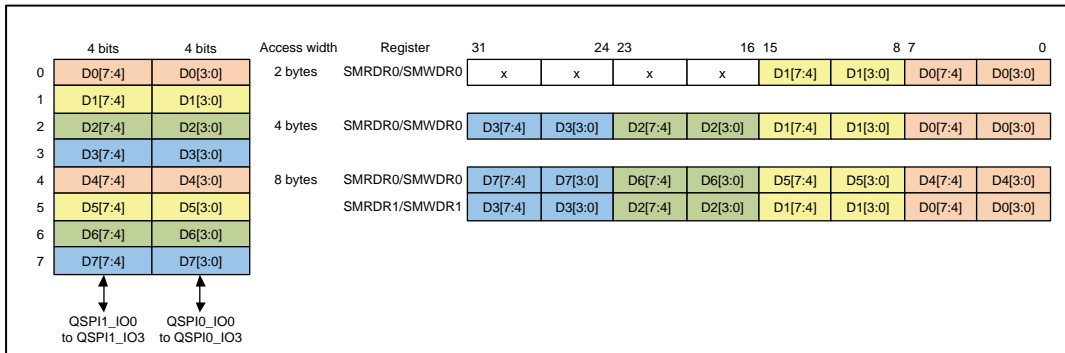 4 bits 4 bits Access width Register 31 24 23 16 15 8 7 0
0 D0[7:4] D0[3:0] 2 bytes SMRDR0/SMWDR0 x x x x D1[7:4] D1[3:0] D0[7:4] D0[3:0]
1 D1[7:4] D1[3:0]
2 D2[7:4] D2[3:0] 4 bytes SMRDR0/SMWDR0 D3[7:4] D3[3:0] D2[7:4] D2[3:0] D1[7:4] D1[3:0] D0[7:4] D0[3:0]
3 D3[7:4] D3[3:0]
4 D4[7:4] D4[3:0] 8 bytes SMRDR0/SMWDR0 D7[7:4] D7[3:0] D6[7:4] D6[3:0] D5[7:4] D5[3:0] D4[7:4] D4[3:0]
5 D5[7:4] D5[3:0] SMRDR1/SMWDR1 D3[7:4] D3[3:0] D2[7:4] D2[3:0] D1[7:4] D1[3:0] D0[7:4] D0[3:0]
6 D6[7:4] D6[3:0]
7 D7[7:4] D7[3:0]
QSPI1_IO0 QSPI0_IO0
to QSPI1_IO3 to QSPI0_IO3